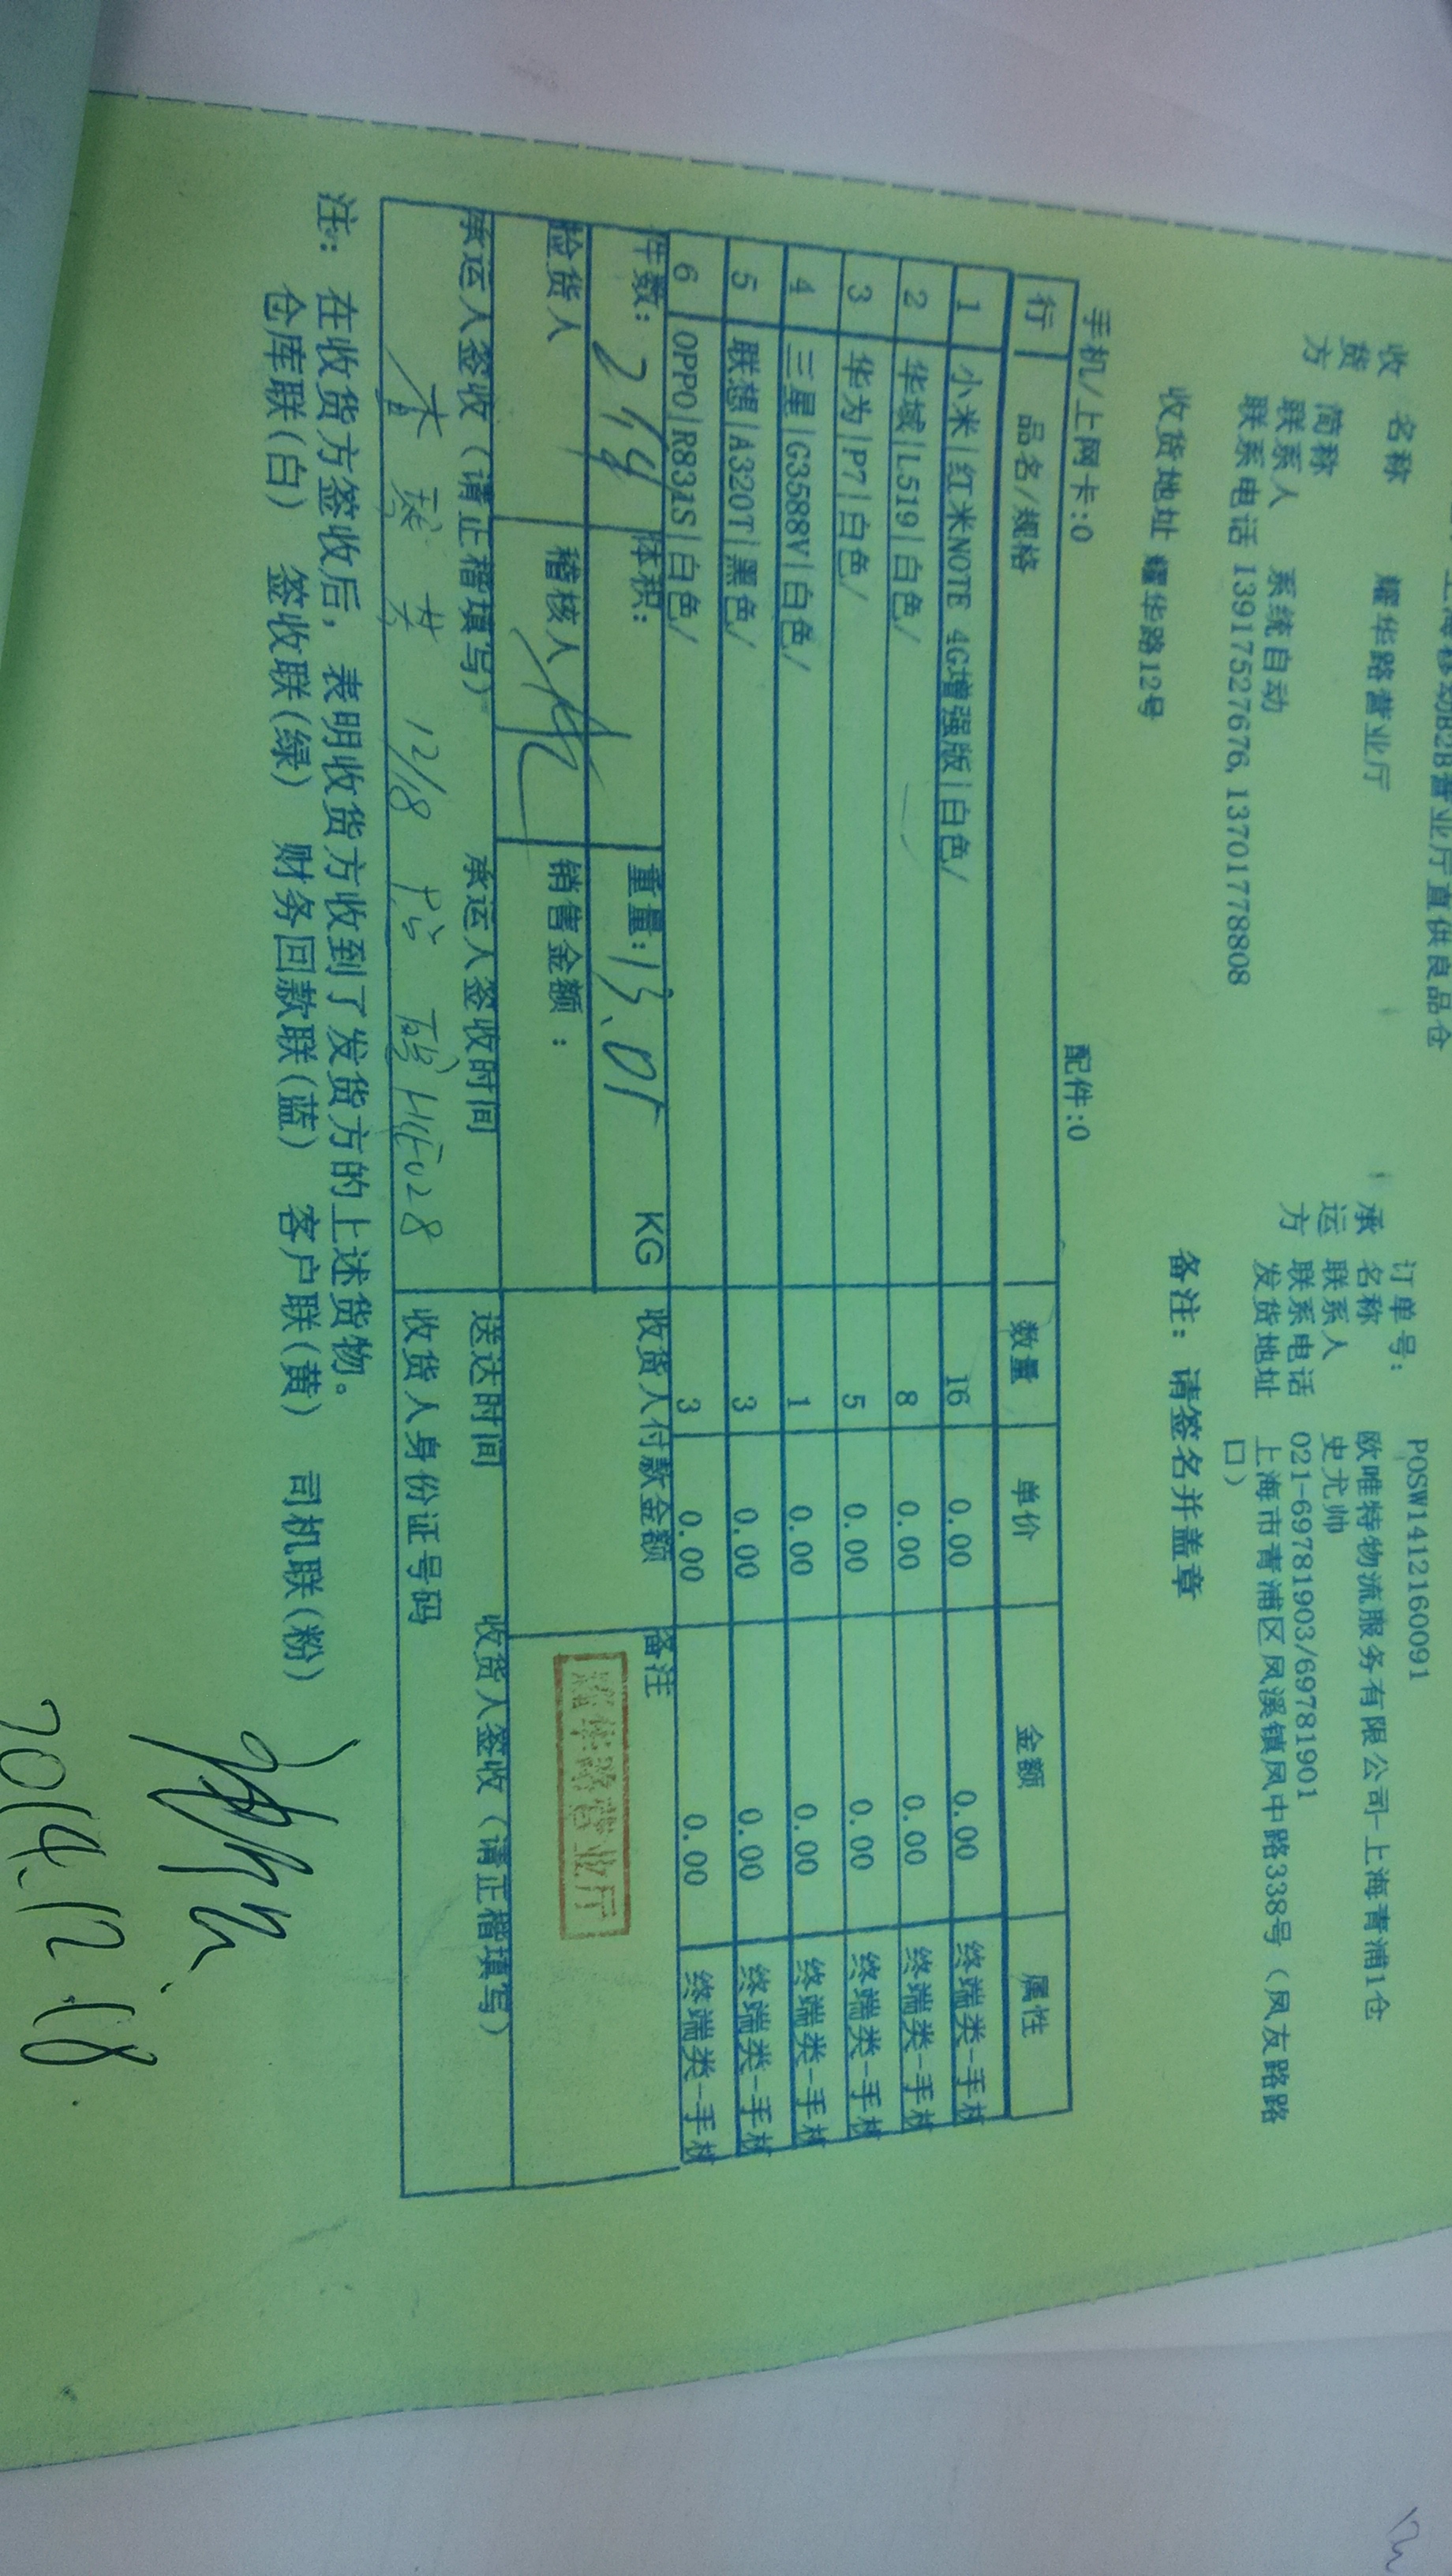 营业厅直供良品仓
订单号: POSW1412160091
收货方 名称 耀华路营业厅
承运方 名称 欧唯特物流服务有限公司-上海青浦1仓
简称
联系人 史尤帅
联系人 系统自动
联系电话 021-69781903/69781901
联系电话 13917527676, 13701778808
发货地址 上海市青浦区凤溪镇凤中路338号（凤友路路口）
收货地址 耀华路12号
备注：请签名并盖章
手机/上网卡:0 配件:0
行 品名/规格 数量 单价 金额 属性
1 小米|红米NOTE 4G增强版|白色/ 16 0.00 0.00 终端类-手机
2 华域|L519|白色/ 8 0.00 0.00 终端类-手机
3 华为|P7|白色/ 5 0.00 0.00 终端类-手机
4 三星|G3588V|白色/ 1 0.00 0.00 终端类-手机
5 联想|A320T|黑色/ 3 0.00 0.00 终端类-手机
6 OPPO|R831S|白色/ 3 0.00 0.00 终端类-手机
件数: 体积: 重量: KG 收货人付款金额 备注
捡货人 稽核人 销售金额：
耀华路营业厅
承运人签收（请正楷填写） 承运人签收时间 送达时间 收货人签收（请正楷填写）
12/18 HE028 收货人身份证号码
注：在收货方签收后，表明收货方收到了发货方的上述货物。
仓库联(白) 签收联(绿) 财务回款联(蓝) 客户联(黄) 司机联(粉)
2014.12.18.